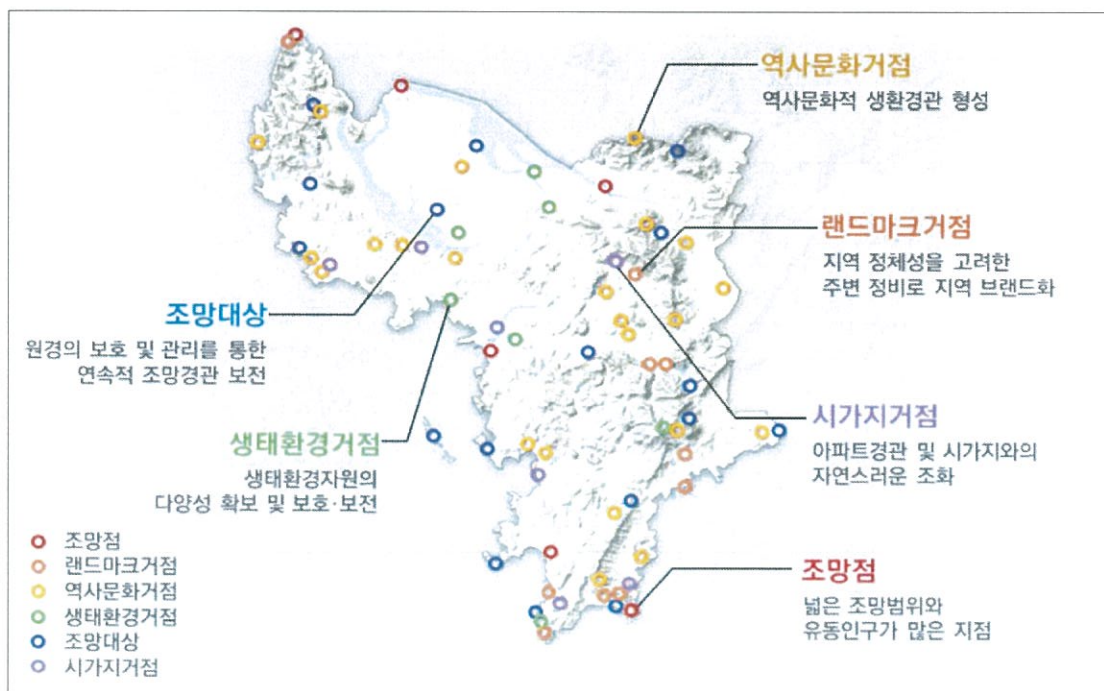 역사문화거점
역사문화적 생환경관 형성
랜드마크거점
지역 정체성을 고려한
주변 정비로 지역 브랜드화
조망대상
원경의 보호 및 관리를 통한
연속적 조망경관 보전
시가지거점
아파트경관 및 시가지와의
자연스러운 조화
생태환경거점
생태환경자원의
다양성 확보 및 보호·보전
조망점
넓은 조망범위와
유동인구가 많은 지점
조망점
랜드마크거점
역사문화거점
생태환경거점
조망대상
시가지거점